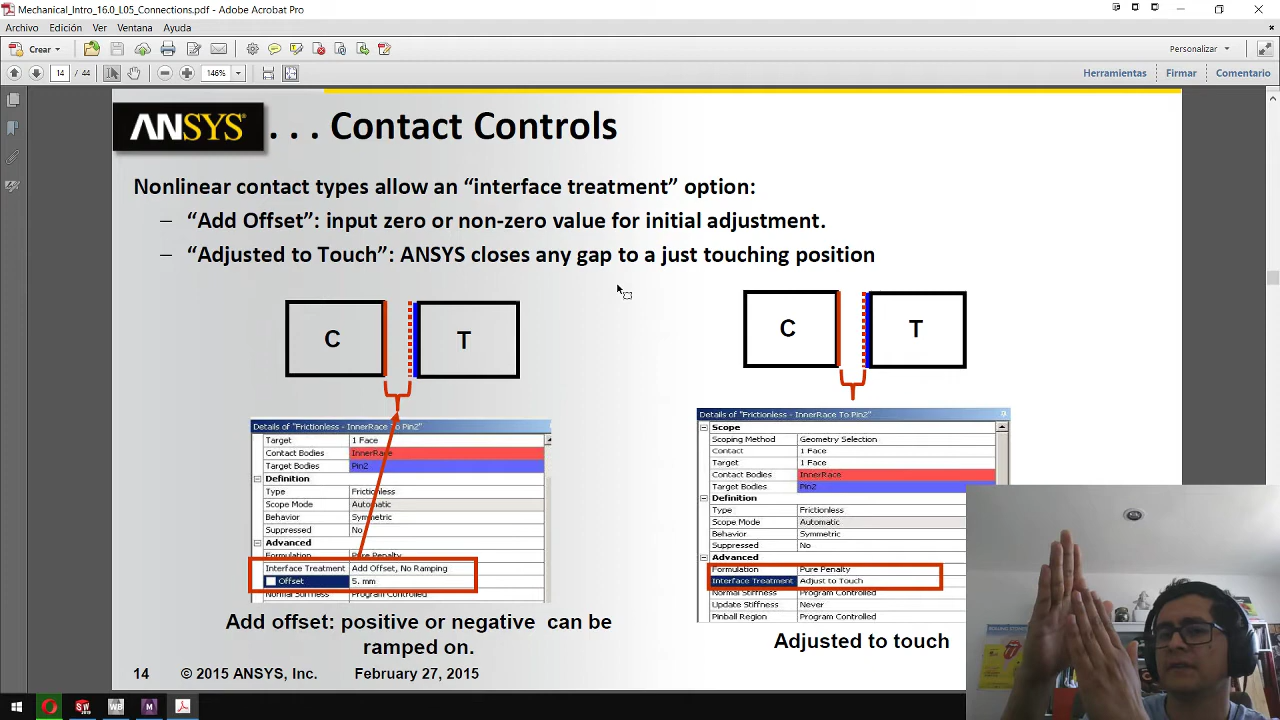 Mechanical_Intro_16.0_L05_Connections.pdf - Adobe Acrobat Pro
Archivo Edición Ver Ventana Ayuda
Crear
Personalizar
14 / 44
146%
Herramientas Firmar Comentario
ANSYS
. . . Contact Controls
Nonlinear contact types allow an “interface treatment” option:
– “Add Offset”: input zero or non-zero value for initial adjustment.
– “Adjusted to Touch”: ANSYS closes any gap to a just touching position
C T
C T
Details of "Frictionless - InnerRace To Pin2"
Target 1 Face
Contact Bodies InnerRace
Target Bodies Pin2
Definition
Type Frictionless
Scope Mode Automatic
Behavior Symmetric
Suppressed No
Advanced
Formulation Pure Penalty
Interface Treatment Add Offset, No Ramping
Offset 5. mm
Normal Stiffness Program Controlled
Add offset: positive or negative can be
ramped on.
Details of "Frictionless - InnerRace To Pin2"
Scope
Scoping Method Geometry Selection
Contact 1 Face
Target 1 Face
Contact Bodies InnerRace
Target Bodies Pin2
Definition
Type Frictionless
Scope Mode Automatic
Behavior Symmetric
Suppressed No
Advanced
Formulation Pure Penalty
Interface Treatment Adjust to Touch
Normal Stiffness Program Controlled
Update Stiffness Never
Pinball Region Program Controlled
Adjusted to touch
14 © 2015 ANSYS, Inc. February 27, 2015